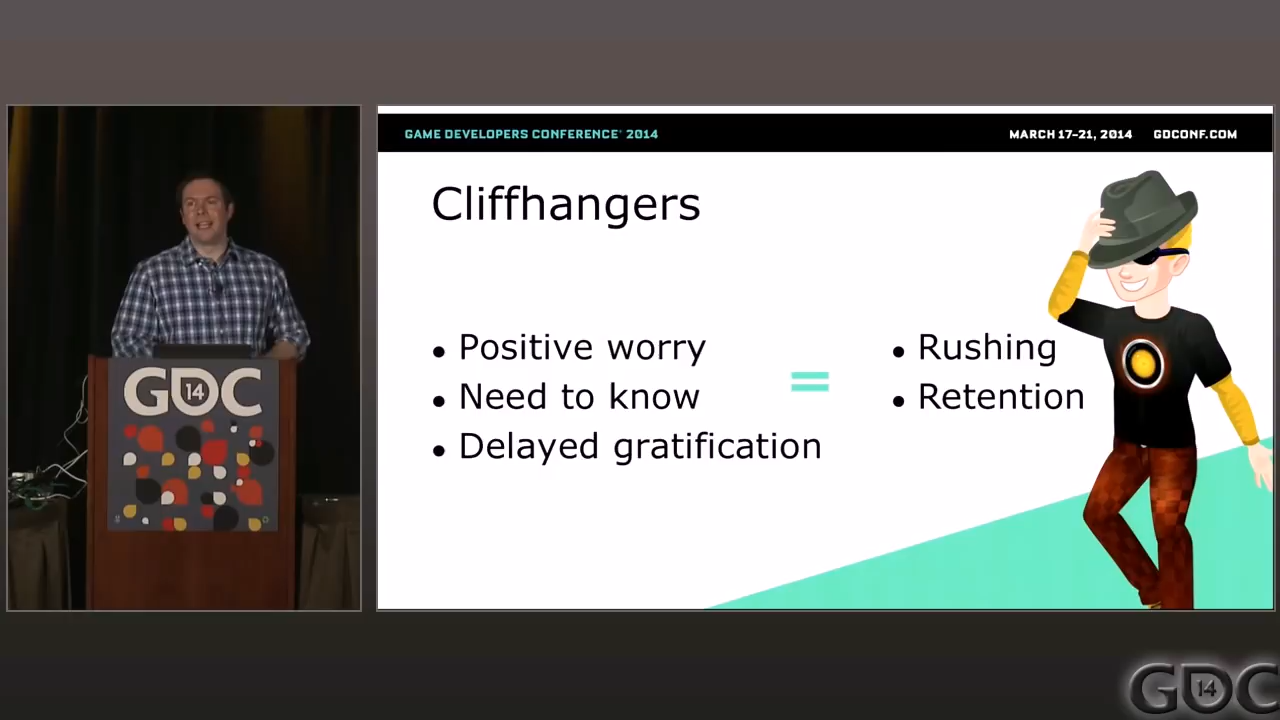 GAME DEVELOPERS CONFERENCE® 2014
MARCH 17–21, 2014 GDCONF.COM
Cliffhangers
• Positive worry
• Need to know
• Delayed gratification
=
• Rushing
• Retention
GDC 14
GDC 14